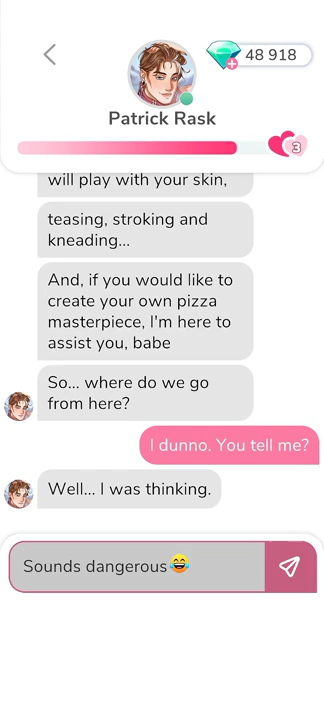 48 918
Patrick Rask
3
will play with your skin,
teasing, stroking and
kneading...
And, if you would like to
create your own pizza
masterpiece, I'm here to
assist you, babe
So... where do we go
from here?
I dunno. You tell me?
Well... I was thinking.
Sounds dangerous😂